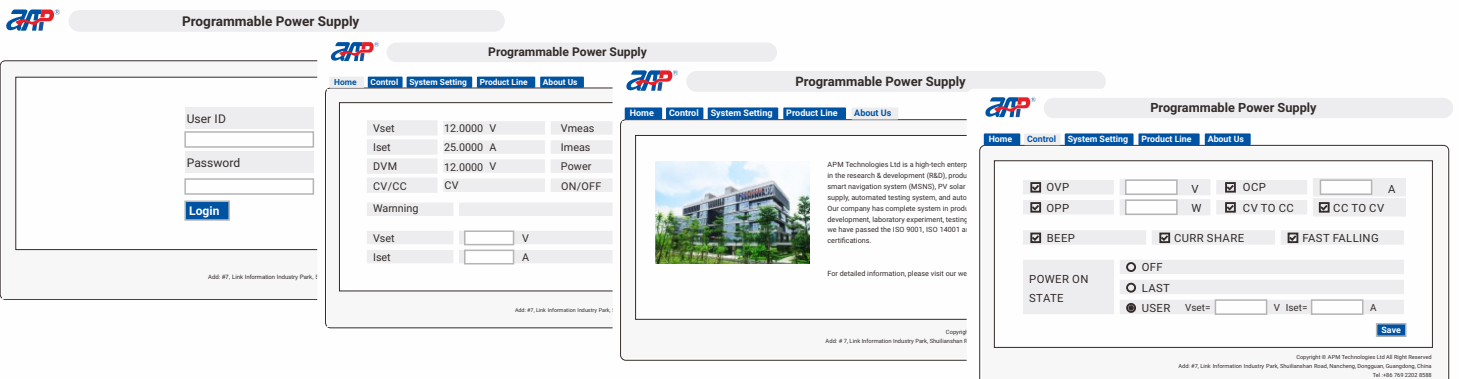 Programmable Power Supply
User ID
Password
Login
Add: #7, Link Information Industry Park,
Programmable Power Supply
Home Control System Setting Product Line About Us
Vset 12.0000 V Vmeas
Iset 25.0000 A Imeas
DVM 12.0000 V Power
CV/CC CV ON/OFF
Warnning
Vset V
Iset A
Add: #7, Link Information Industry Park,
Programmable Power Supply
Home Control System Setting Product Line About Us
APM Technologies Ltd is a high-tech enterp
in the research & development (R&D), produ
smart navigation system (MSNS), PV solar
supply, automated testing system, and auto
Our company has complete system in produ
development, laboratory experiment, testing
we have passed the ISO 9001, ISO 14001 a
certifications.
For detailed information, please visit our we
Copyrigh
Add: # 7, Link Information Industry Park, Shuilianshan R
Programmable Power Supply
Home Control System Setting Product Line About Us
OVP V OCP A
OPP W CV TO CC CC TO CV
BEEP CURR SHARE FAST FALLING
POWER ON STATE
OFF
LAST
USER Vset= V Iset= A
Save
Copyright © APM Technologies Ltd All Right Reserved
Add: #7, Link Information Industry Park, Shuilianshan Road, Nancheng, Dongguan, Guangdong, China
Tel :+86 769 2202 8588